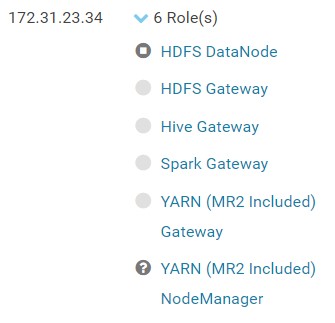 172.31.23.34 6 Role(s)
HDFS DataNode
HDFS Gateway
Hive Gateway
Spark Gateway
YARN (MR2 Included)
Gateway
? YARN (MR2 Included)
NodeManager